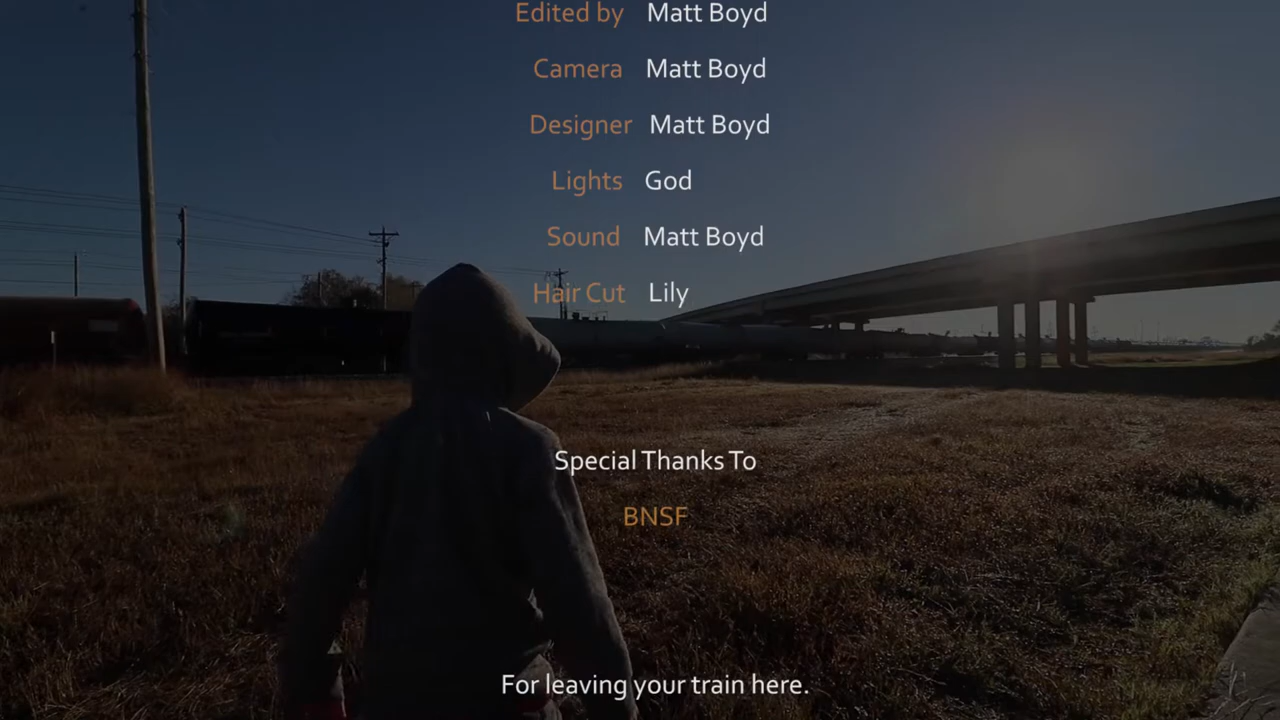 Edited by Matt Boyd
Camera Matt Boyd
Designer Matt Boyd
Lights God
Sound Matt Boyd
Hair Cut Lily
Special Thanks To
BNSF
For leaving your train here.